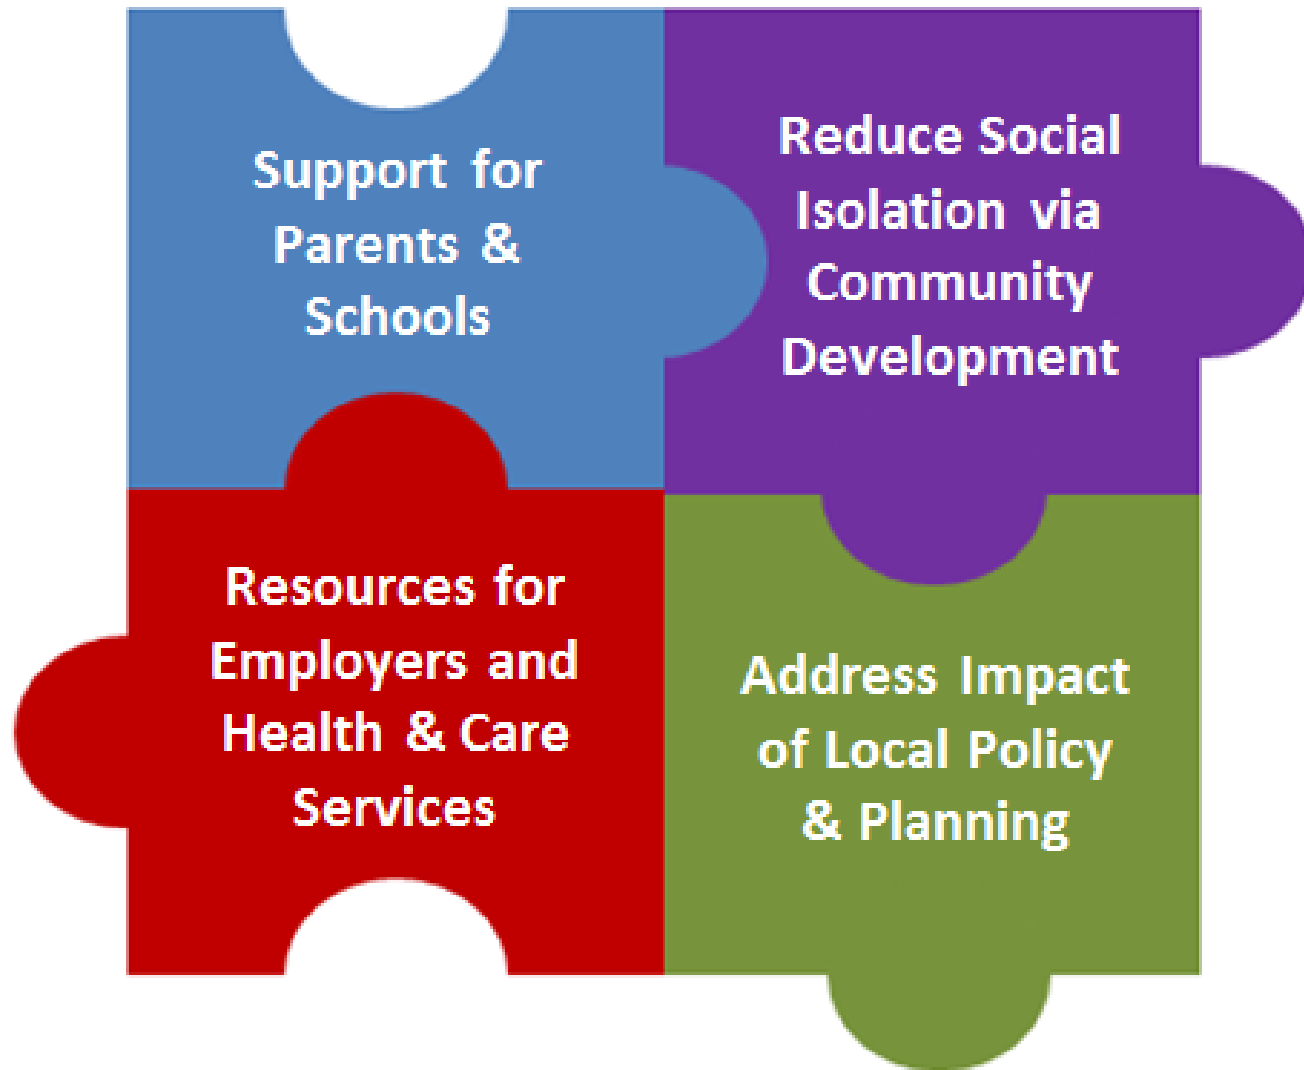 Support for
Parents &
Schools
Reduce Social
Isolation via
Community
Development
Resources for
Employers and
Health & Care
Services
Address Impact
of Local Policy
& Planning